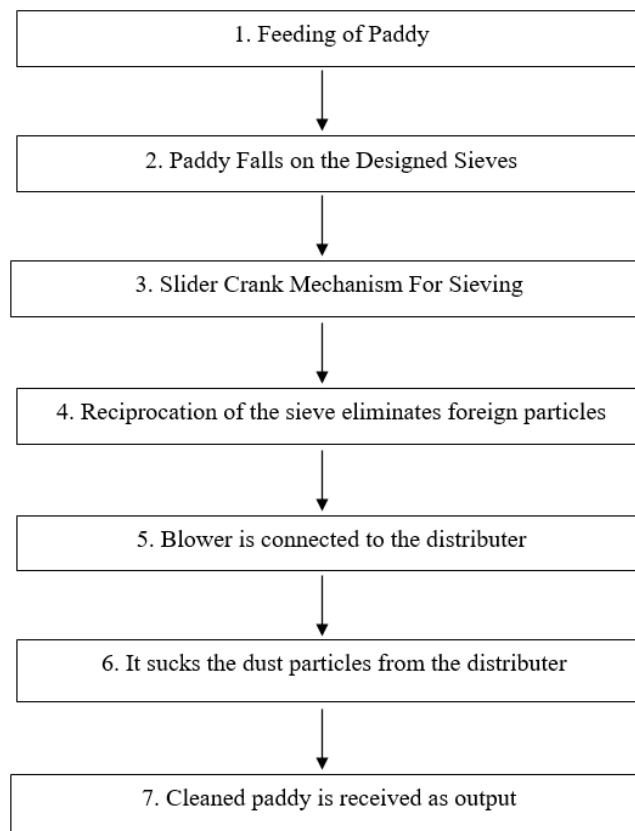 1. Feeding of Paddy
2. Paddy Falls on the Designed Sieves
3. Slider Crank Mechanism For Sieving
4. Reciprocation of the sieve eliminates foreign particles
5. Blower is connected to the distributer
6. It sucks the dust particles from the distributer
7. Cleaned paddy is received as output